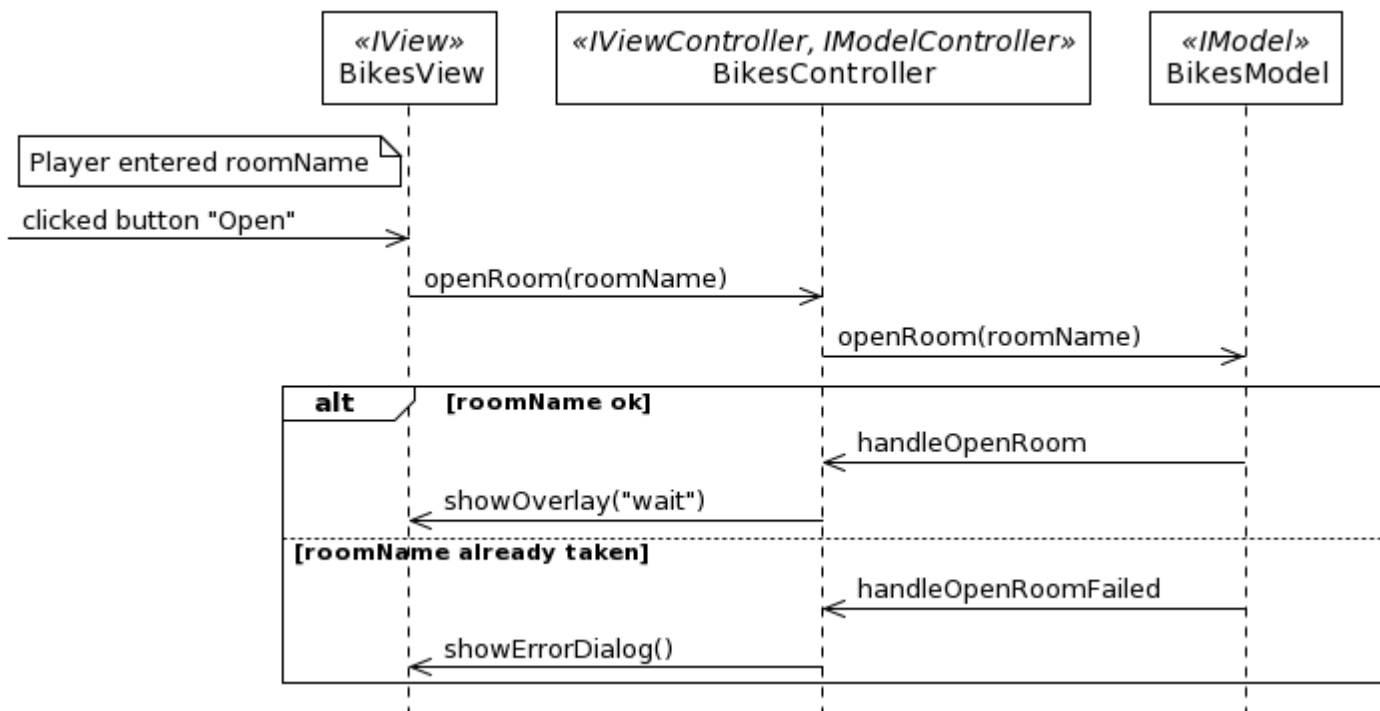 «IView»
BikesView
«IViewController, IModelController»
BikesController
«IModel»
BikesModel
Player entered roomName
clicked button "Open"
openRoom(roomName)
openRoom(roomName)
alt
[roomName ok]
handleOpenRoom
showOverlay("wait")
[roomName already taken]
handleOpenRoomFailed
showErrorDialog()